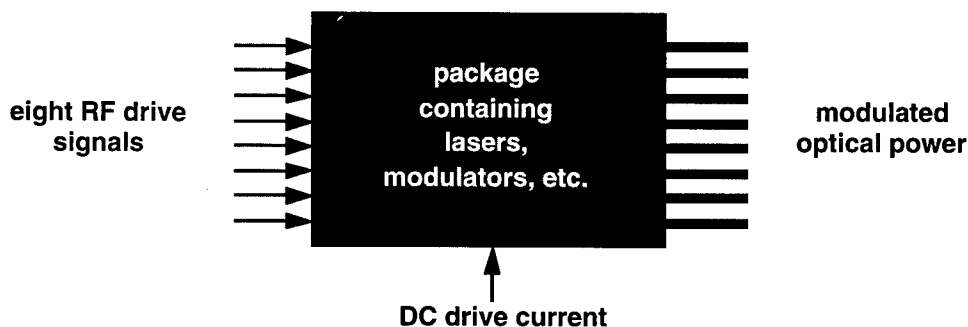 eight RF drive
signals
package
containing
lasers,
modulators, etc.
modulated
optical power
DC drive current